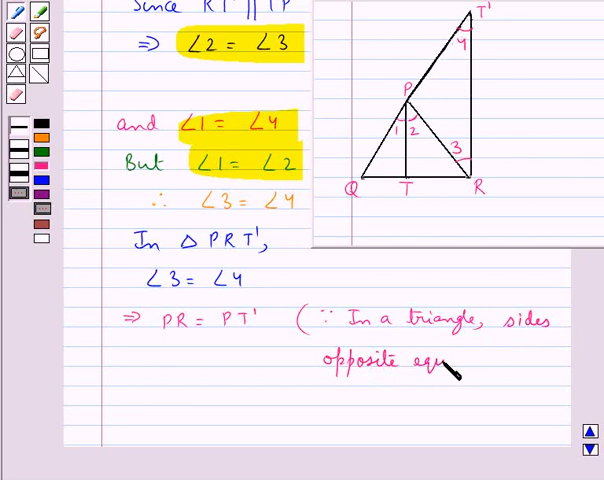 Since RT' || TP
⇒ ∠2 = ∠3
and ∠1 = ∠4
But ∠1 = ∠2
∴ ∠3 = ∠4
In △ PRT',
∠3 = ∠4
⇒ PR = PT' (∵ In a triangle, sides
opposite equ
T'
4
P
1 2
3
Q T R